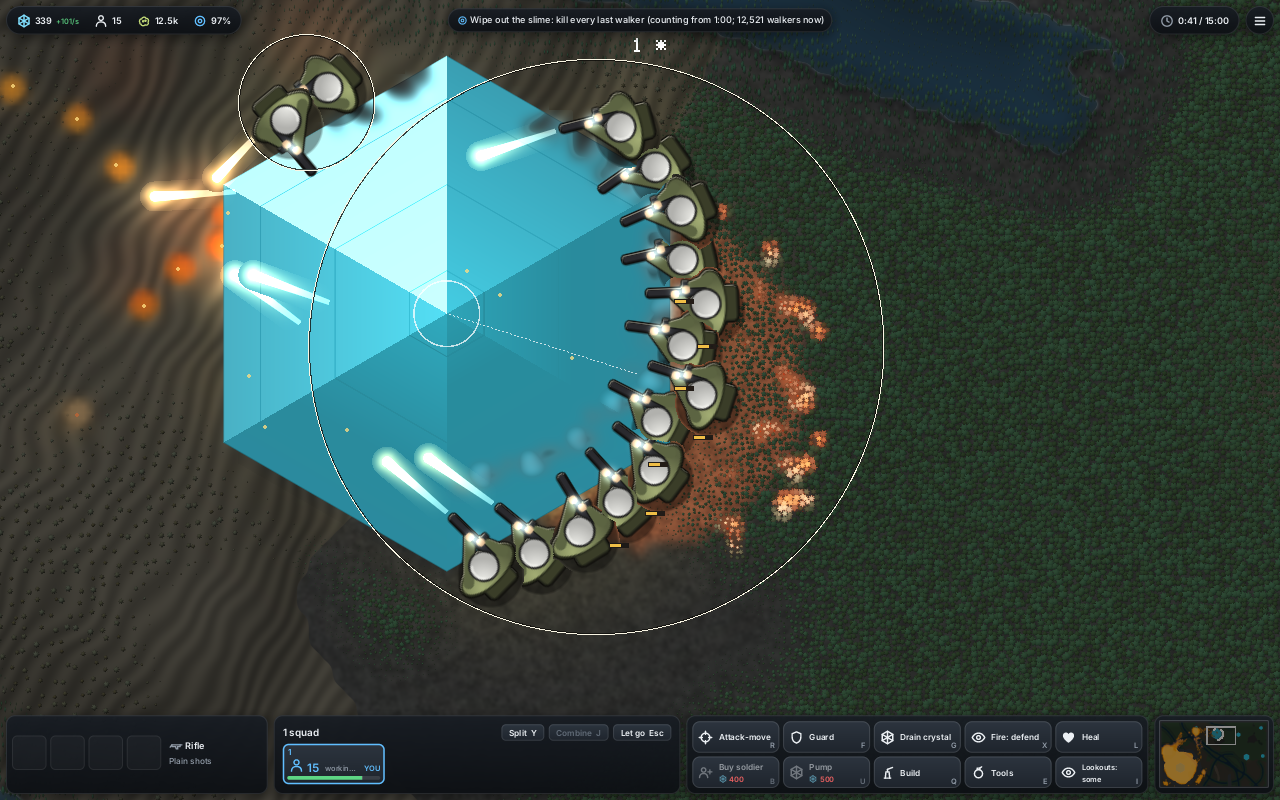 339 +101/s 15 12.5k 97%
Wipe out the slime: kill every last walker (counting from 1:00; 12,521 walkers now)
0:41 / 15:00
1
Rifle
Plain shots
1 squad
Split Y
Combine J
Let go Esc
1
15 workin... YOU
Attack-move R
Guard F
Drain crystal G
Fire: defend X
Heal L
Buy soldier 400 B
Pump 500 U
Build Q
Tools E
Lookouts: some I